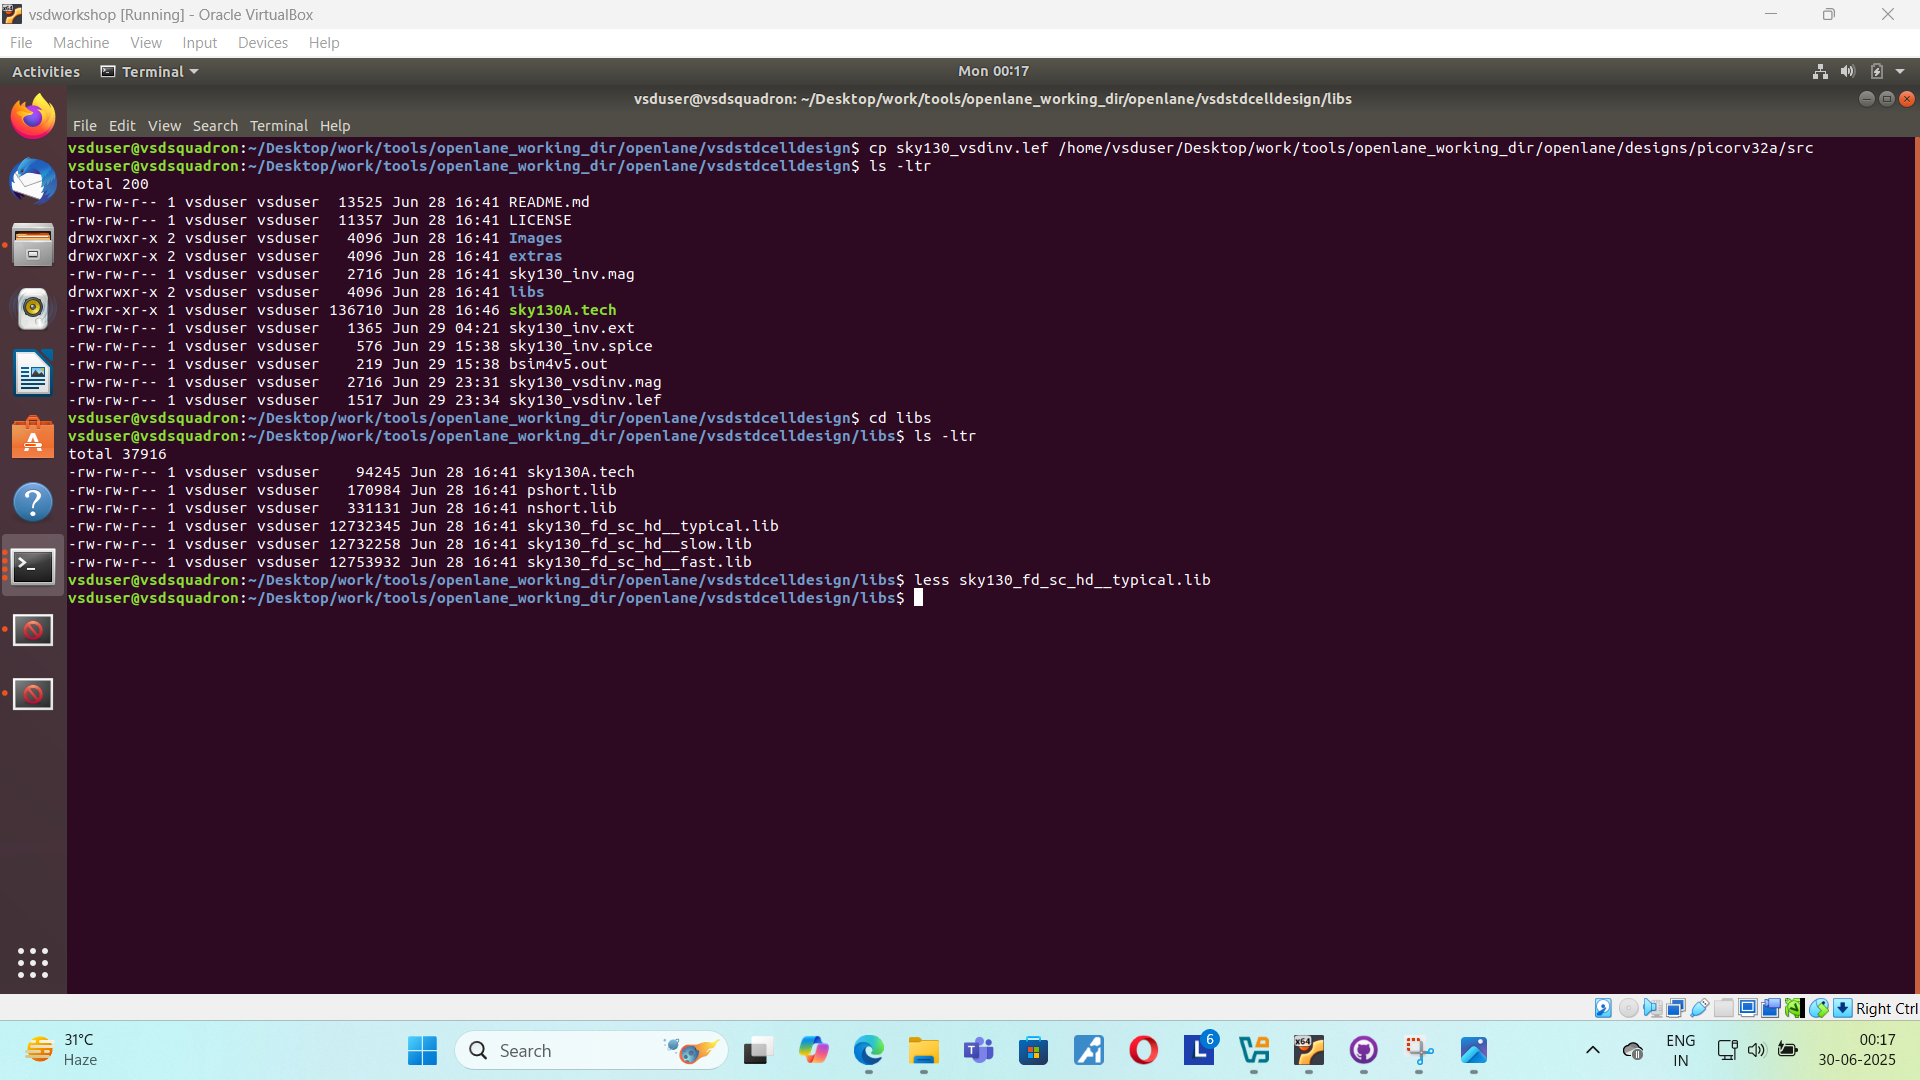 vsdworkshop [Running] - Oracle VirtualBox
File Machine View Input Devices Help
Activities Terminal Mon 00:17
vsduser@vsdsquadron: ~/Desktop/work/tools/openlane_working_dir/openlane/vsdstdcelldesign/libs
File Edit View Search Terminal Help
vsduser@vsdsquadron:~/Desktop/work/tools/openlane_working_dir/openlane/vsdstdcelldesign$ cp sky130_vsdinv.lef /home/vsduser/Desktop/work/tools/openlane_working_dir/openlane/designs/picorv32a/src
vsduser@vsdsquadron:~/Desktop/work/tools/openlane_working_dir/openlane/vsdstdcelldesign$ ls -ltr
total 200
-rw-rw-r-- 1 vsduser vsduser  13525 Jun 28 16:41 README.md
-rw-rw-r-- 1 vsduser vsduser  11357 Jun 28 16:41 LICENSE
drwxrwxr-x 2 vsduser vsduser   4096 Jun 28 16:41 Images
drwxrwxr-x 2 vsduser vsduser   4096 Jun 28 16:41 extras
-rw-rw-r-- 1 vsduser vsduser   2716 Jun 28 16:41 sky130_inv.mag
drwxrwxr-x 2 vsduser vsduser   4096 Jun 28 16:41 libs
-rwxr-xr-x 1 vsduser vsduser 136710 Jun 28 16:46 sky130A.tech
-rw-rw-r-- 1 vsduser vsduser   1365 Jun 29 04:21 sky130_inv.ext
-rw-rw-r-- 1 vsduser vsduser    576 Jun 29 15:38 sky130_inv.spice
-rw-rw-r-- 1 vsduser vsduser    219 Jun 29 15:38 bsim4v5.out
-rw-rw-r-- 1 vsduser vsduser   2716 Jun 29 23:31 sky130_vsdinv.mag
-rw-rw-r-- 1 vsduser vsduser   1517 Jun 29 23:34 sky130_vsdinv.lef
vsduser@vsdsquadron:~/Desktop/work/tools/openlane_working_dir/openlane/vsdstdcelldesign$ cd libs
vsduser@vsdsquadron:~/Desktop/work/tools/openlane_working_dir/openlane/vsdstdcelldesign/libs$ ls -ltr
total 37916
-rw-rw-r-- 1 vsduser vsduser    94245 Jun 28 16:41 sky130A.tech
-rw-rw-r-- 1 vsduser vsduser   170984 Jun 28 16:41 pshort.lib
-rw-rw-r-- 1 vsduser vsduser   331131 Jun 28 16:41 nshort.lib
-rw-rw-r-- 1 vsduser vsduser 12732345 Jun 28 16:41 sky130_fd_sc_hd__typical.lib
-rw-rw-r-- 1 vsduser vsduser 12732258 Jun 28 16:41 sky130_fd_sc_hd__slow.lib
-rw-rw-r-- 1 vsduser vsduser 12753932 Jun 28 16:41 sky130_fd_sc_hd__fast.lib
vsduser@vsdsquadron:~/Desktop/work/tools/openlane_working_dir/openlane/vsdstdcelldesign/libs$ less sky130_fd_sc_hd__typical.lib
vsduser@vsdsquadron:~/Desktop/work/tools/openlane_working_dir/openlane/vsdstdcelldesign/libs$
Right Ctrl
31°C
Haze
Search
6
ENG
IN
00:17
30-06-2025